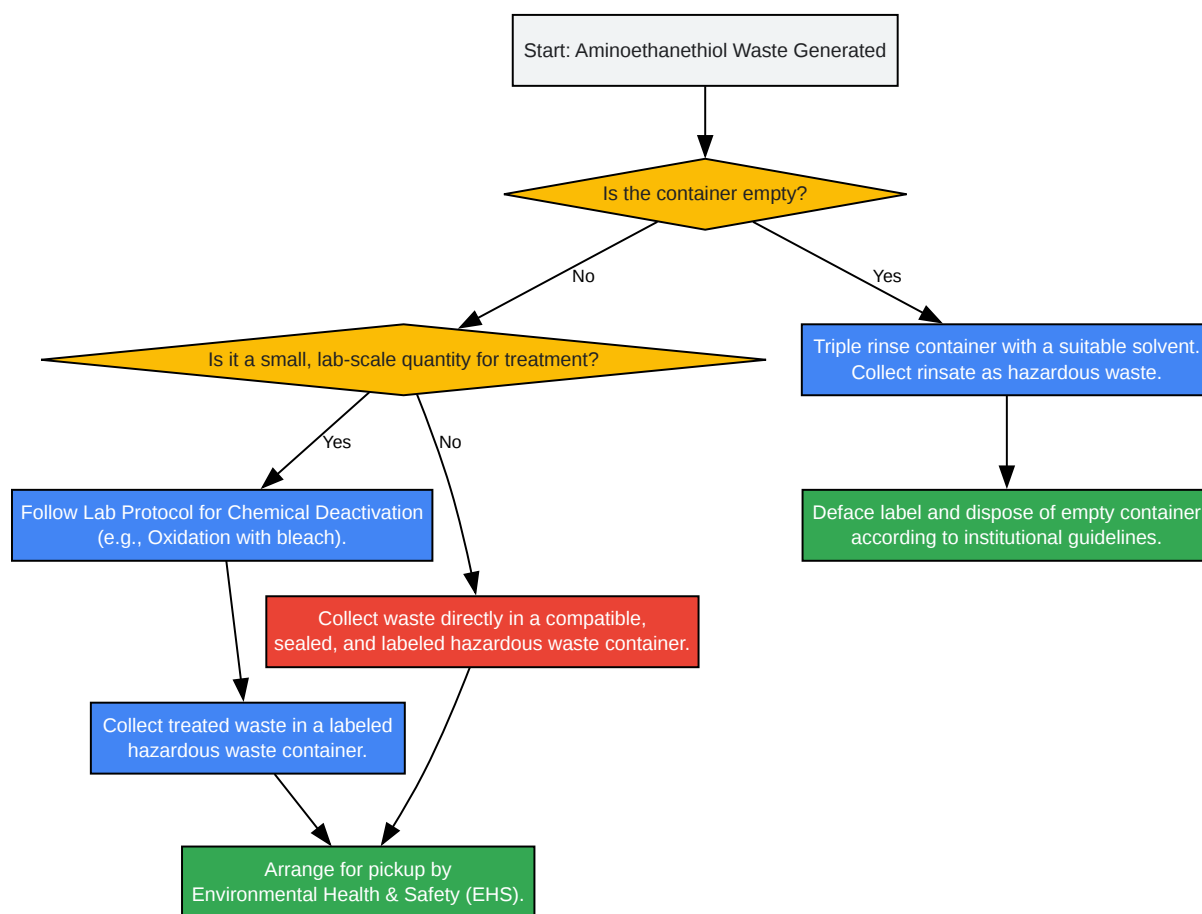 Start: Aminoethanethiol Waste Generated
Is the container empty?
No
Yes
Is it a small, lab-scale quantity for treatment?
Triple rinse container with a suitable solvent.
Collect rinsate as hazardous waste.
Yes
No
Follow Lab Protocol for Chemical Deactivation
(e.g., Oxidation with bleach).
Deface label and dispose of empty container
according to institutional guidelines.
Collect waste directly in a compatible,
sealed, and labeled hazardous waste container.
Collect treated waste in a labeled
hazardous waste container.
Arrange for pickup by
Environmental Health & Safety (EHS).